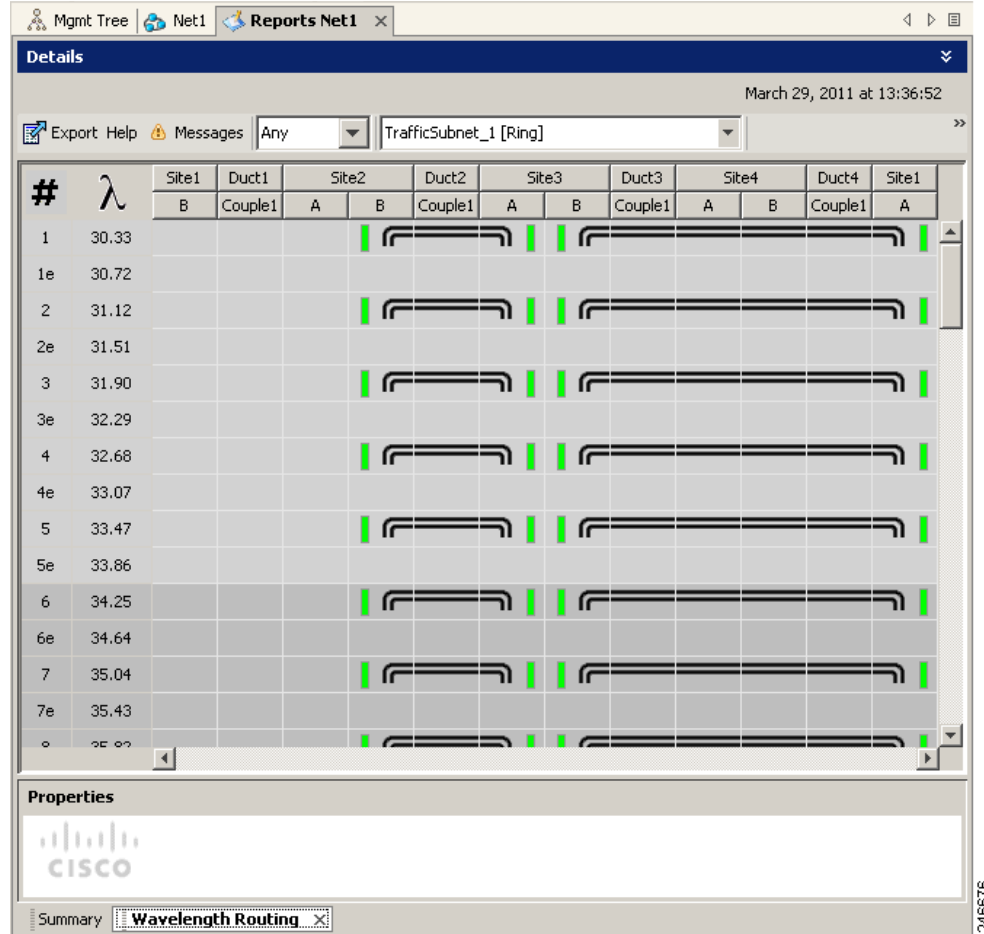 Mgmt Tree Net1 Reports Net1
Details
March 29, 2011 at 13:36:52
Export Help Messages Any TrafficSubnet_1 [Ring]
# λ Site1 Duct1 Site2 Duct2 Site3 Duct3 Site4 Duct4 Site1
B Couple1 A B Couple1 A B Couple1 A B Couple1 A
1 30.33
1e 30.72
2 31.12
2e 31.51
3 31.90
3e 32.29
4 32.68
4e 33.07
5 33.47
5e 33.86
6 34.25
6e 34.64
7 35.04
7e 35.43
8 35.82
Properties
CISCO
Summary Wavelength Routing
246676